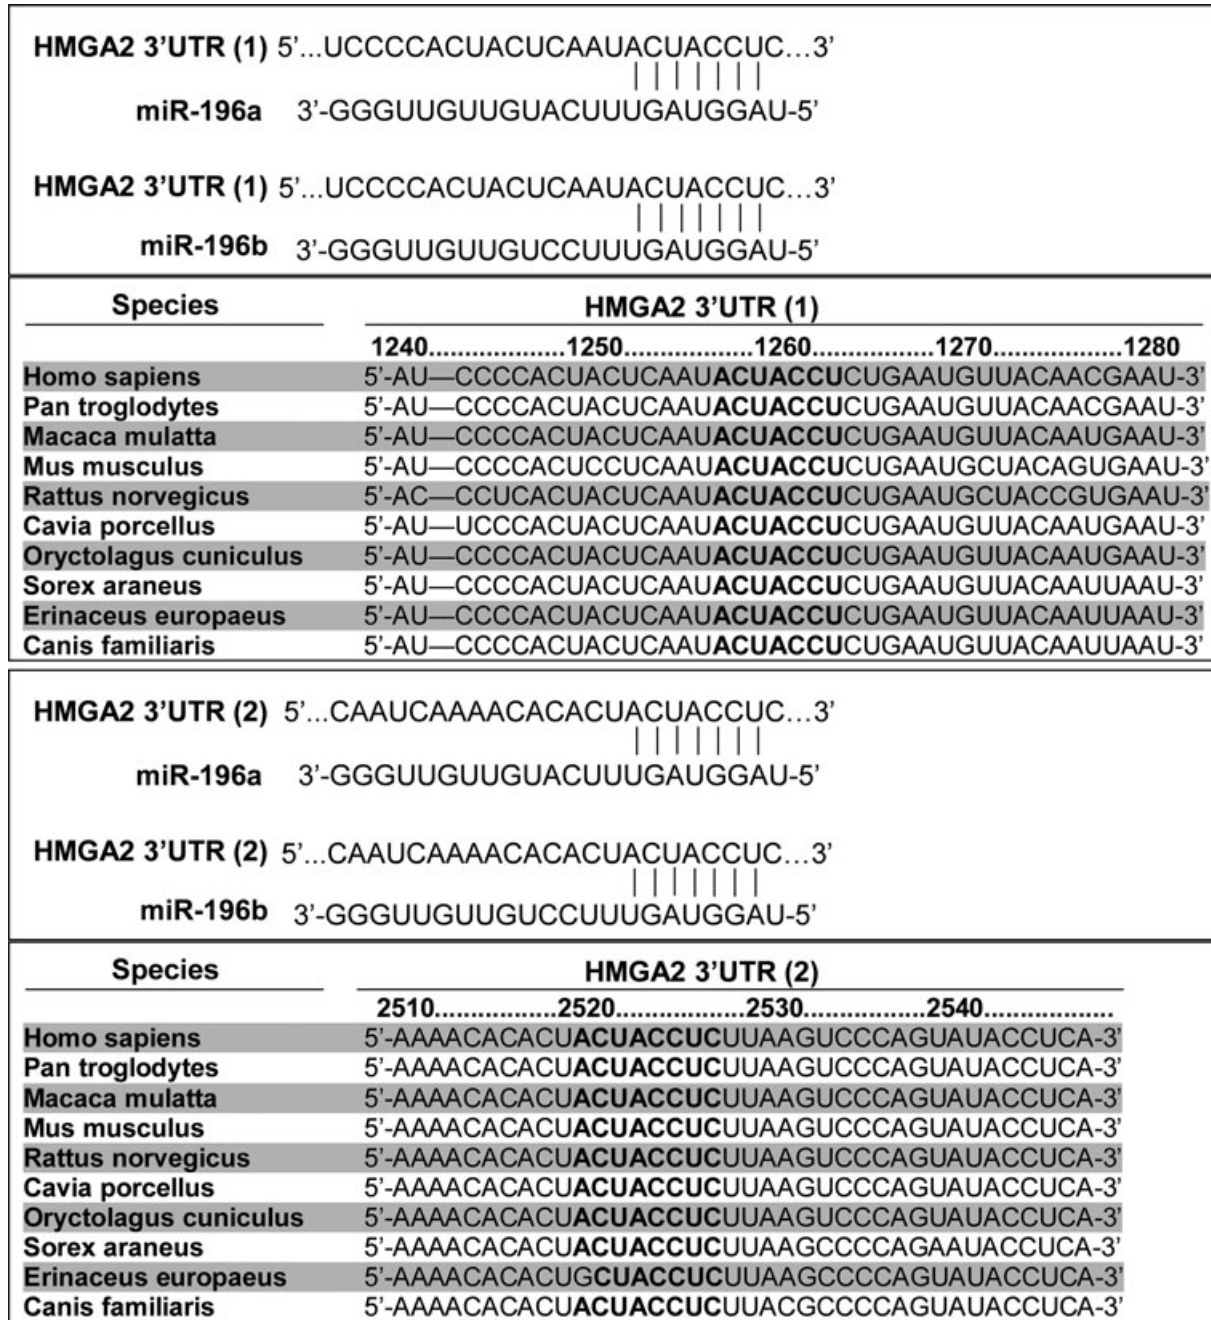 HMGA2 3’UTR (1) 5’...UCCCCACUACUCAAUACUACCUC...3’
miR-196a 3’-GGGUUGUUGUACUUUGAUGGAU-5’
HMGA2 3’UTR (1) 5’...UCCCCACUACUCAAUACUACCUC...3’
miR-196b 3’-GGGUUGUUGUCCUUUGAUGGAU-5’
Species HMGA2 3’UTR (1)
1240...................1250...................1260..................1270..................1280
Homo sapiens 5’-AU—CCCCACUACUCAAUACUACCUCUGAAUGUUACAACGAAU-3’
Pan troglodytes 5’-AU—CCCCACUACUCAAUACUACCUCUGAAUGUUACAACGAAU-3’
Macaca mulatta 5’-AU—CCCCACUACUCAAUACUACCUCUGAAUGUUACAAUGAAU-3’
Mus musculus 5’-AU—CCCCACUCCUCAAUACUACCUCUGAAUGCUACAGUGAAU-3’
Rattus norvegicus 5’-AC—CCUCACUACUCAAUACUACCUCUGAAUGCUACCGUGAAU-3’
Cavia porcellus 5’-AU—UCCCACUACUCAAUACUACCUCUGAAUGUUACAAUGAAU-3’
Oryctolagus cuniculus 5’-AU—CCCCACUACUCAAUACUACCUCUGAAUGUUACAAUGAAU-3’
Sorex araneus 5’-AU—CCCCACUACUCAAUACUACCUCUGAAUGUUACAAUUAAU-3’
Erinaceus europaeus 5’-AU—CCCCACUACUCAAUACUACCUCUGAAUGUUACAAUUAAU-3’
Canis familiaris 5’-AU—CCCCACUACUCAAUACUACCUCUGAAUGUUACAAUUAAU-3’
HMGA2 3’UTR (2) 5’...CAAUCAAAACACACUACUACCUC...3’
miR-196a 3’-GGGUUGUUGUACUUUGAUGGAU-5’
HMGA2 3’UTR (2) 5’...CAAUCAAAACACACUACUACCUC...3’
miR-196b 3’-GGGUUGUUGUCCUUUGAUGGAU-5’
Species HMGA2 3’UTR (2)
2510...................2520...................2530.................2540..................
Homo sapiens 5’-AAAACACACUACUACCUCUUAAGUCCCAGUAUACCUCA-3’
Pan troglodytes 5’-AAAACACACUACUACCUCUUAAGUCCCAGUAUACCUCA-3’
Macaca mulatta 5’-AAAACACACUACUACCUCUUAAGUCCCAGUAUACCUCA-3’
Mus musculus 5’-AAAACACACUACUACCUCUUAAGUCCCAGUAUACCUCA-3’
Rattus norvegicus 5’-AAAACACACUACUACCUCUUAAGUCCCAGUAUACCUCA-3’
Cavia porcellus 5’-AAAACACACUACUACCUCUUAAGUCCCAGUAUACCUCA-3’
Oryctolagus cuniculus 5’-AAAACACACUACUACCUCUUAAGUCCCAGUAUACCUCA-3’
Sorex araneus 5’-AAAACACACUACUACCUCUUAAGCCCCAGAAUACCUCA-3’
Erinaceus europaeus 5’-AAAACACACUGCUACCUCUUAAGCCCCAGUAUACCUCA-3’
Canis familiaris 5’-AAAACACACUACUACCUCUUACGCCCCAGUAUACCUCA-3’